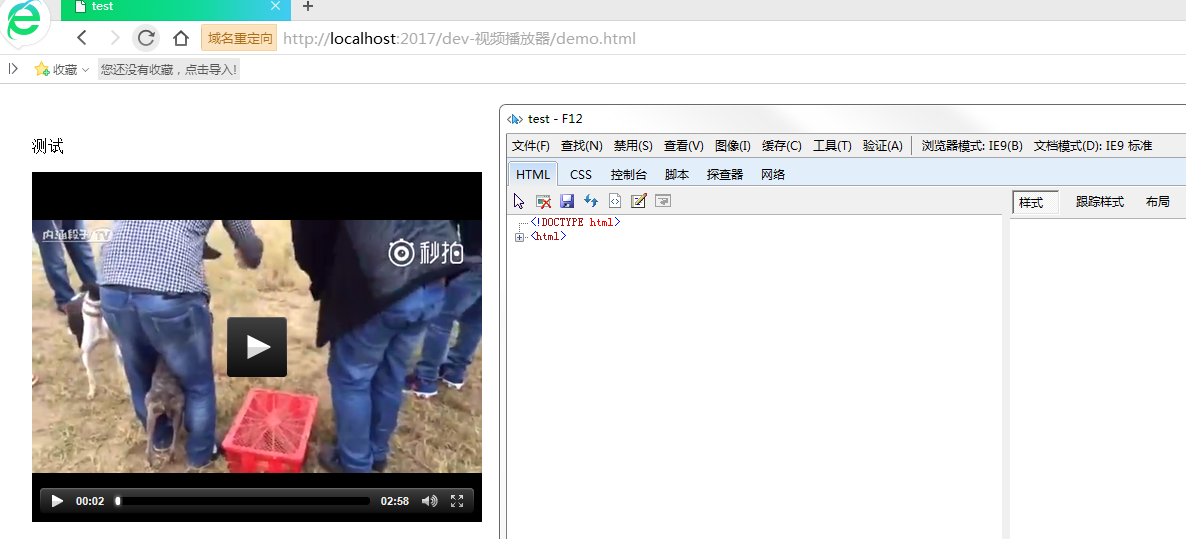 test
域名重定向 http://localhost:2017/dev-视频播放器/demo.html
收藏 您还没有收藏，点击导入!
test - F12
文件(F) 查找(N) 禁用(S) 查看(V) 图像(I) 缓存(C) 工具(T) 验证(A) 浏览器模式: IE9(B) 文档模式(D): IE9 标准
HTML CSS 控制台 脚本 探查器 网络
样式 跟踪样式 布局
<!DOCTYPE html>
<html>
测试
内涵段子/TV
秒拍
00:02 02:58